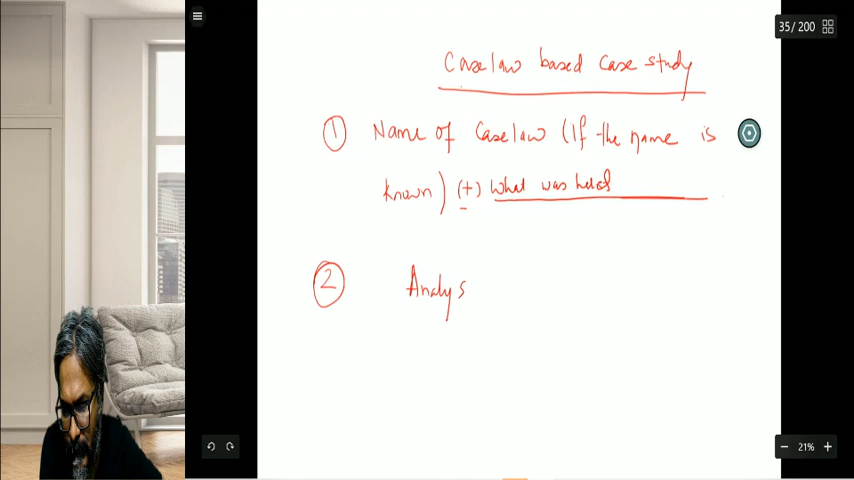 35/200
Caselaw based case study
① Name of Caselaw (If the name is
known) (+) What was held
② Analys
21%